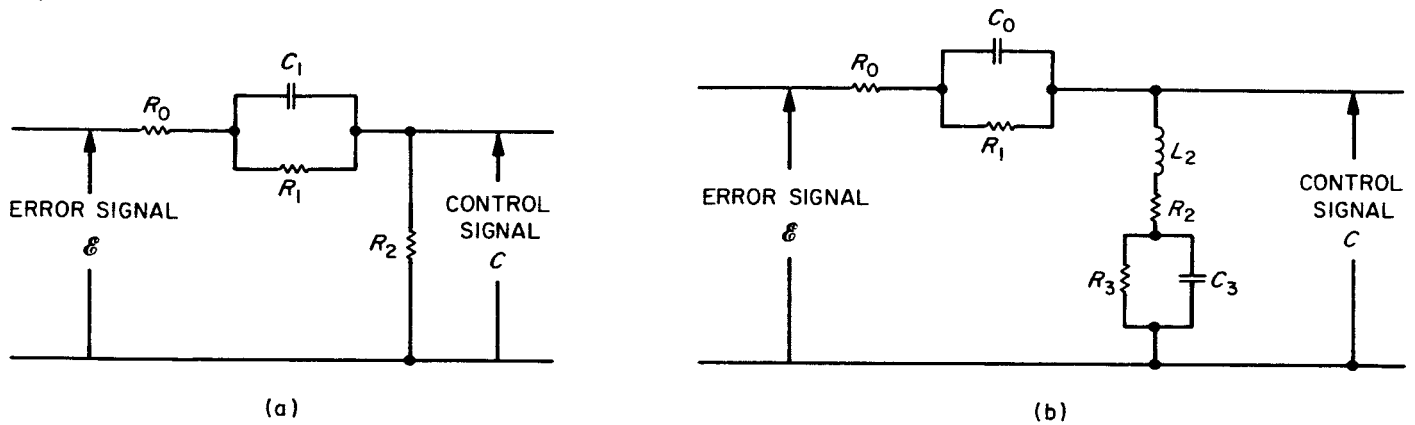 C₁
R₀
R₁
ERROR SIGNAL
ℰ
R₂
CONTROL
SIGNAL
C
(a)
C₀
R₀
R₁
L₂
ERROR SIGNAL
ℰ
R₂
R₃
C₃
CONTROL
SIGNAL
C
(b)